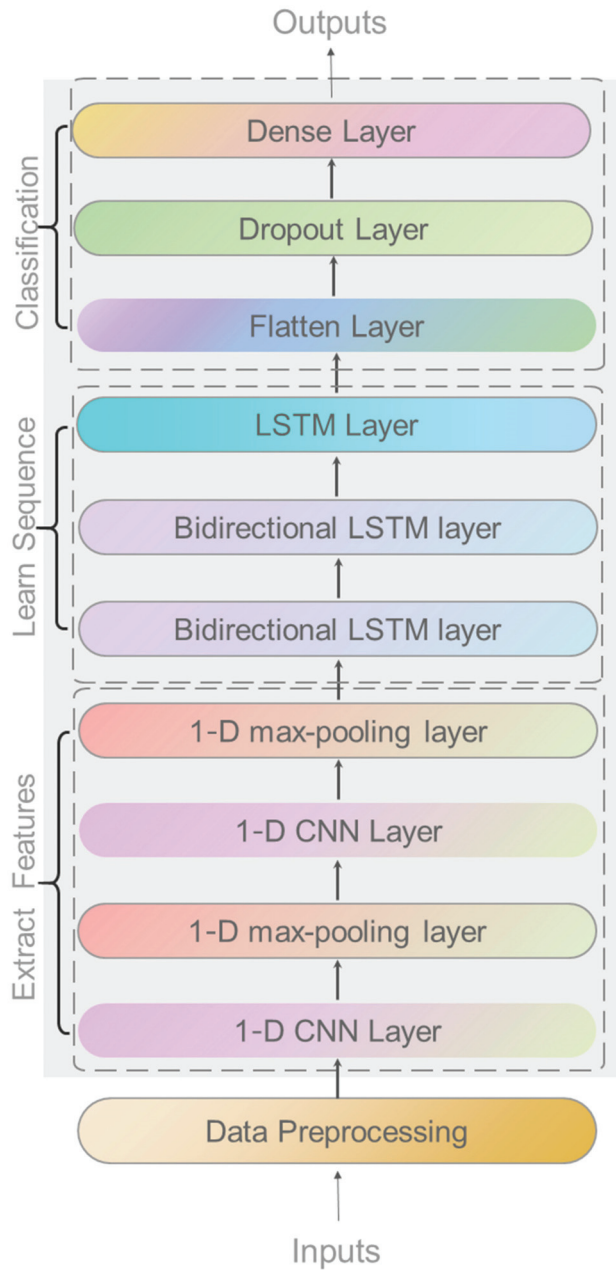 Outputs
Dense Layer
Dropout Layer
Flatten Layer
Classification
LSTM Layer
Bidirectional LSTM layer
Bidirectional LSTM layer
Learn Sequence
1-D max-pooling layer
1-D CNN Layer
1-D max-pooling layer
1-D CNN Layer
Extract Features
Data Preprocessing
Inputs